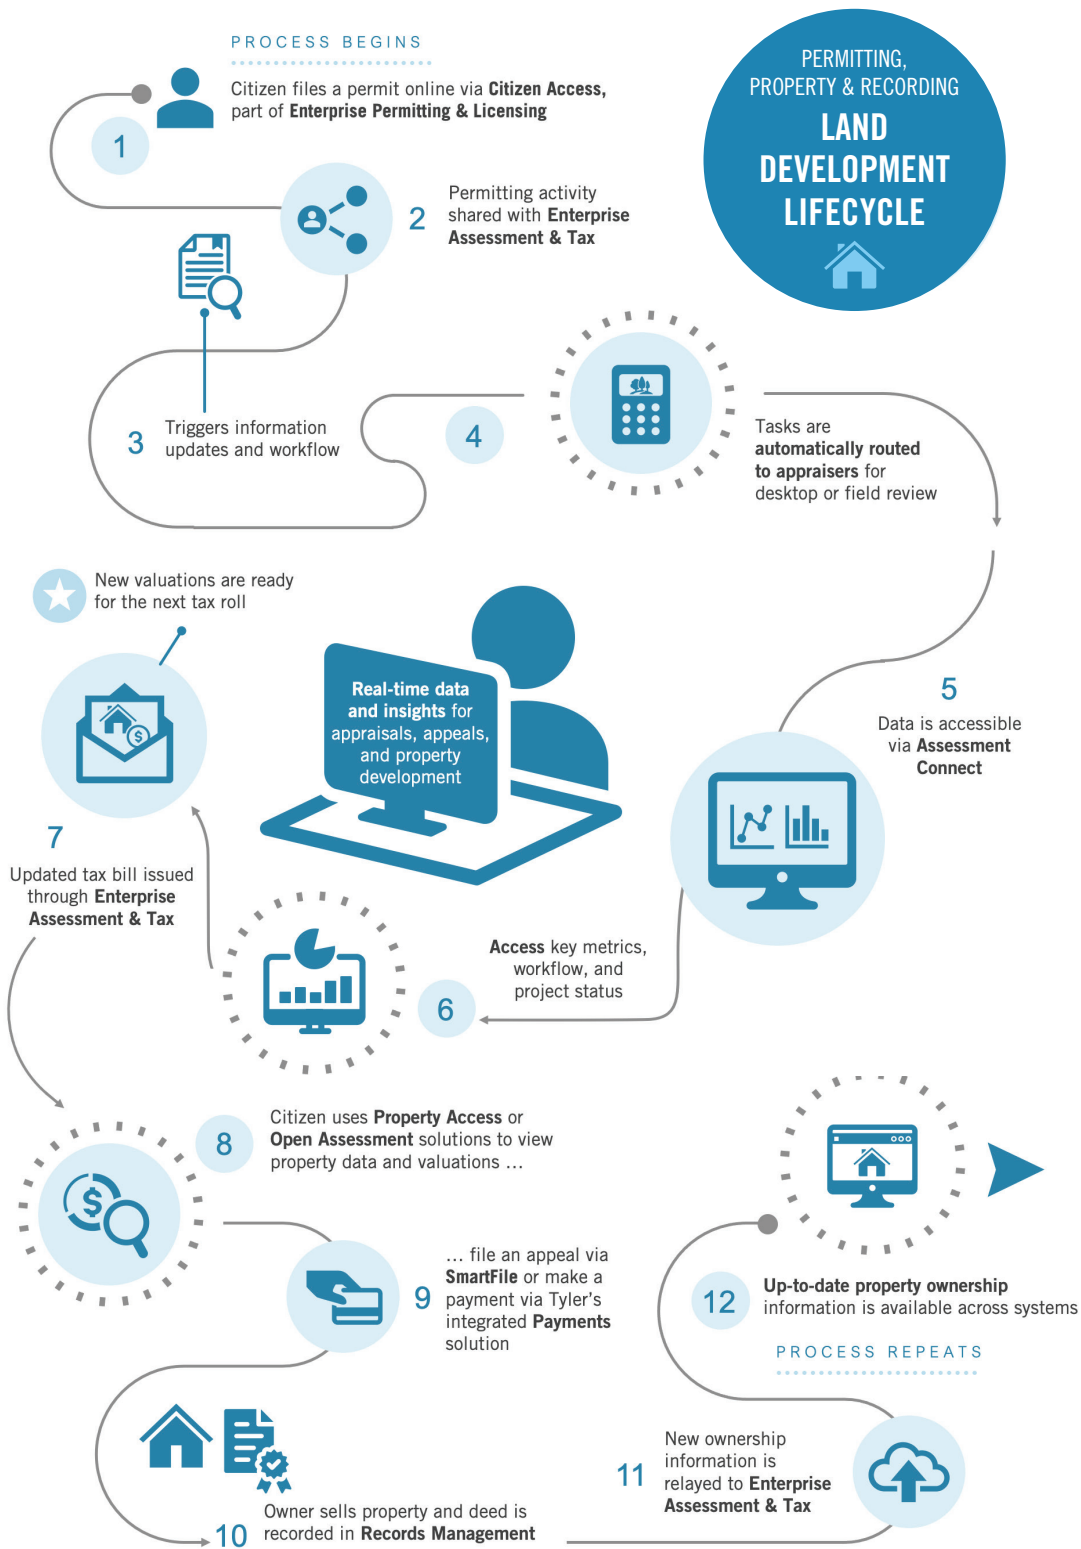 PROCESS BEGINS
Citizen files a permit online via Citizen Access,
part of Enterprise Permitting & Licensing
1
PERMITTING,
PROPERTY & RECORDING
LAND
DEVELOPMENT
LIFECYCLE
2
Permitting activity
shared with Enterprise
Assessment & Tax
3
Triggers information
updates and workflow
4
Tasks are
automatically routed
to appraisers for
desktop or field review
5
Data is accessible
via Assessment
Connect
Real-time data
and insights for
appraisals, appeals,
and property
development
6
Access key metrics,
workflow, and
project status
New valuations are ready
for the next tax roll
$
7
Updated tax bill issued
through Enterprise
Assessment & Tax
8
Citizen uses Property Access or
Open Assessment solutions to view
property data and valuations ...
$
9
... file an appeal via
SmartFile or make a
payment via Tyler's
integrated Payments
solution
10
Owner sells property and deed is
recorded in Records Management
11
New ownership
information is
relayed to Enterprise
Assessment & Tax
12
Up-to-date property ownership
information is available across systems
PROCESS REPEATS